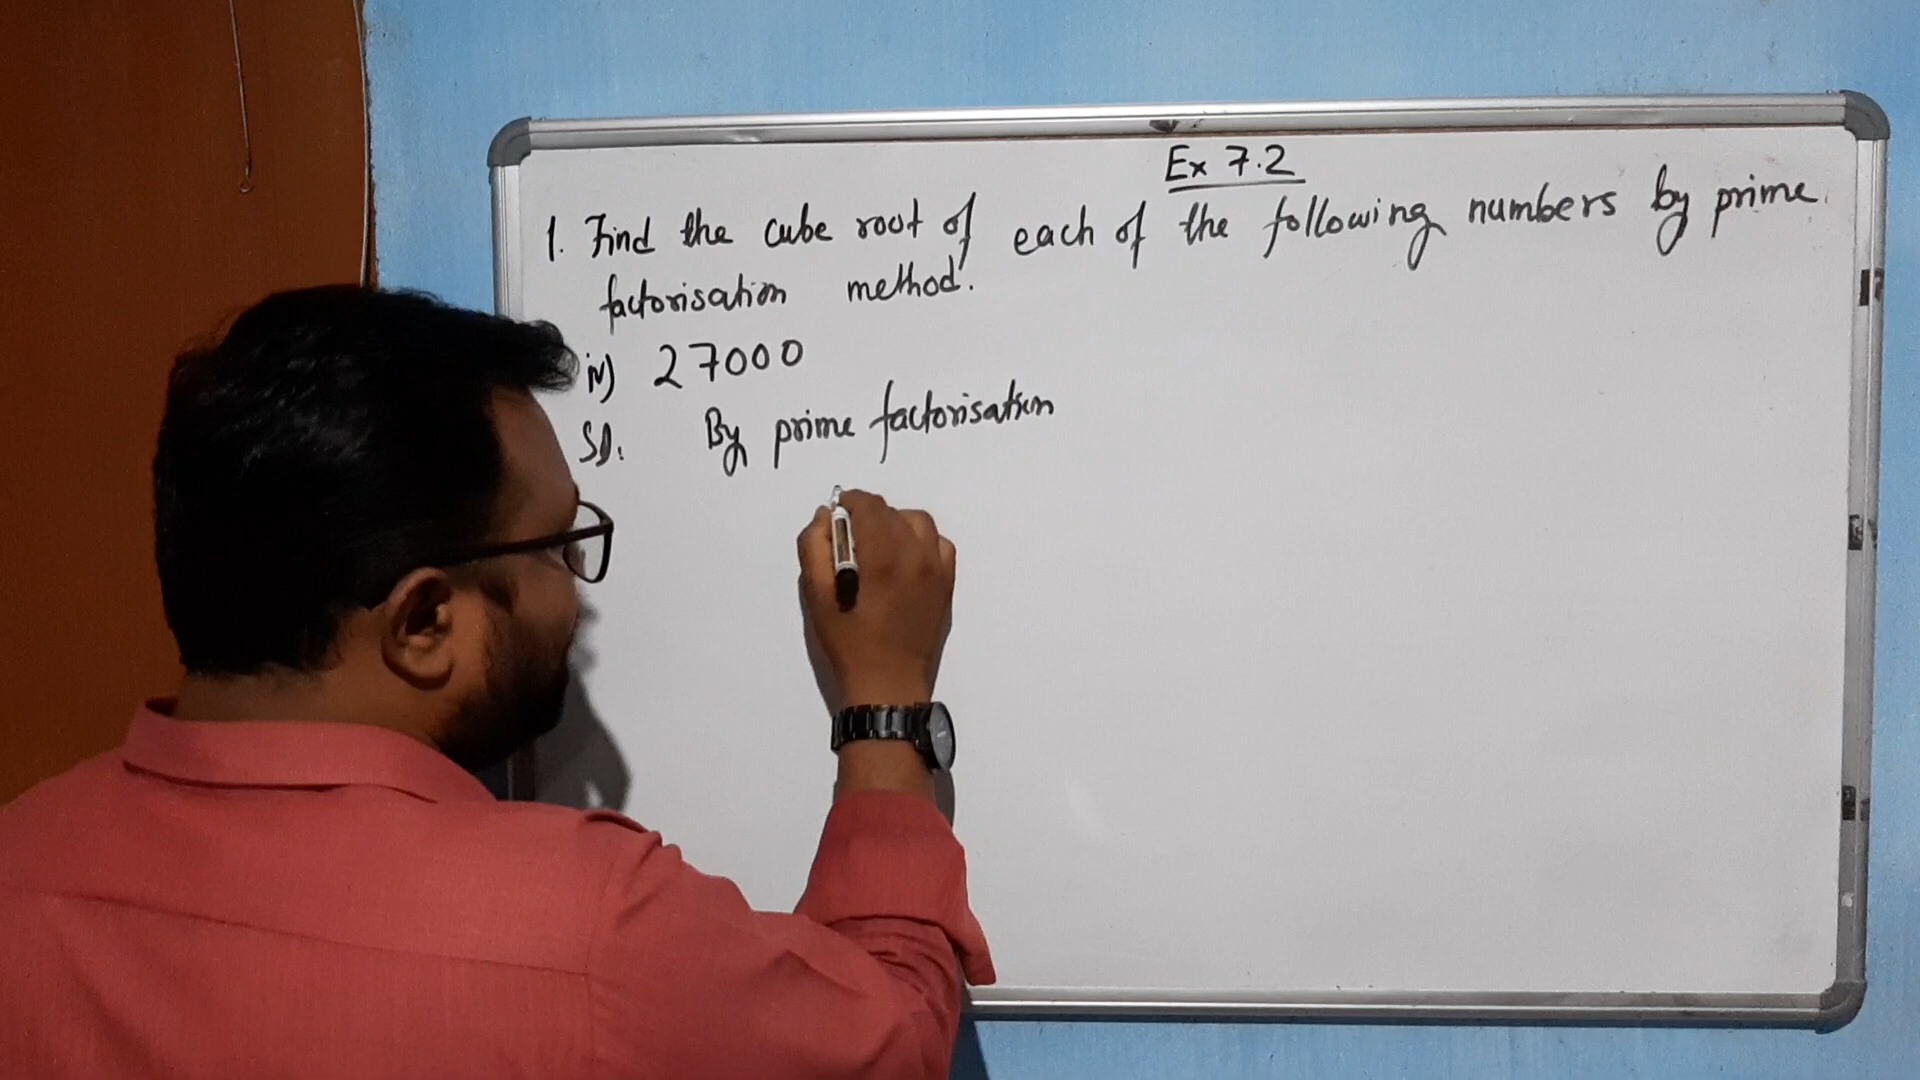 Ex 7.2
1. Find the cube root of each of the following numbers by prime
factorisation method.
iv) 27000
Sol. By prime factorisation